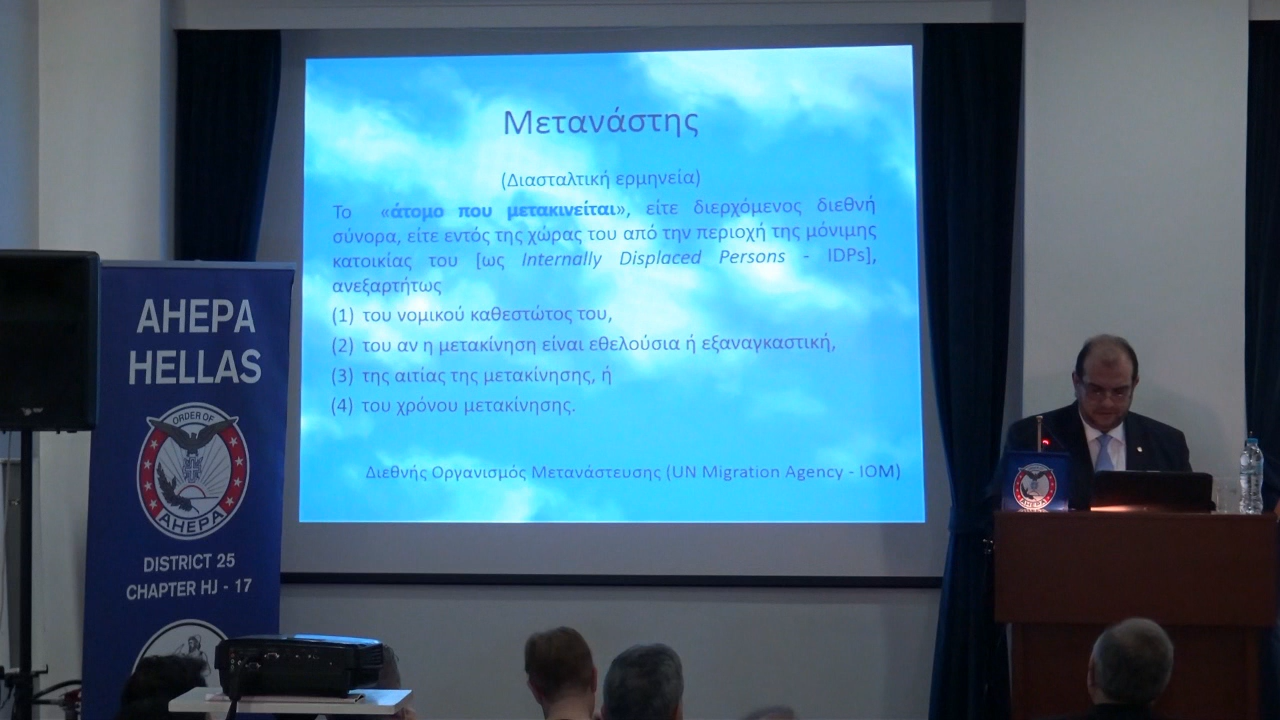 Μετανάστης
(Διασταλτική ερμηνεία)
Το «άτομο που μετακινείται», είτε διερχόμενος διεθνή
σύνορα, είτε εντός της χώρας του από την περιοχή της μόνιμης
κατοικίας του [ως Internally Displaced Persons - IDPs],
ανεξαρτήτως
(1) του νομικού καθεστώτος του,
(2) του αν η μετακίνηση είναι εθελούσια ή εξαναγκαστική,
(3) της αιτίας της μετακίνησης, ή
(4) του χρόνου μετακίνησης.
Διεθνής Οργανισμός Μετανάστευσης (UN Migration Agency - IOM)
AHEPA
HELLAS
ORDER OF
AHEPA
DISTRICT 25
CHAPTER HJ - 17
AHEPA